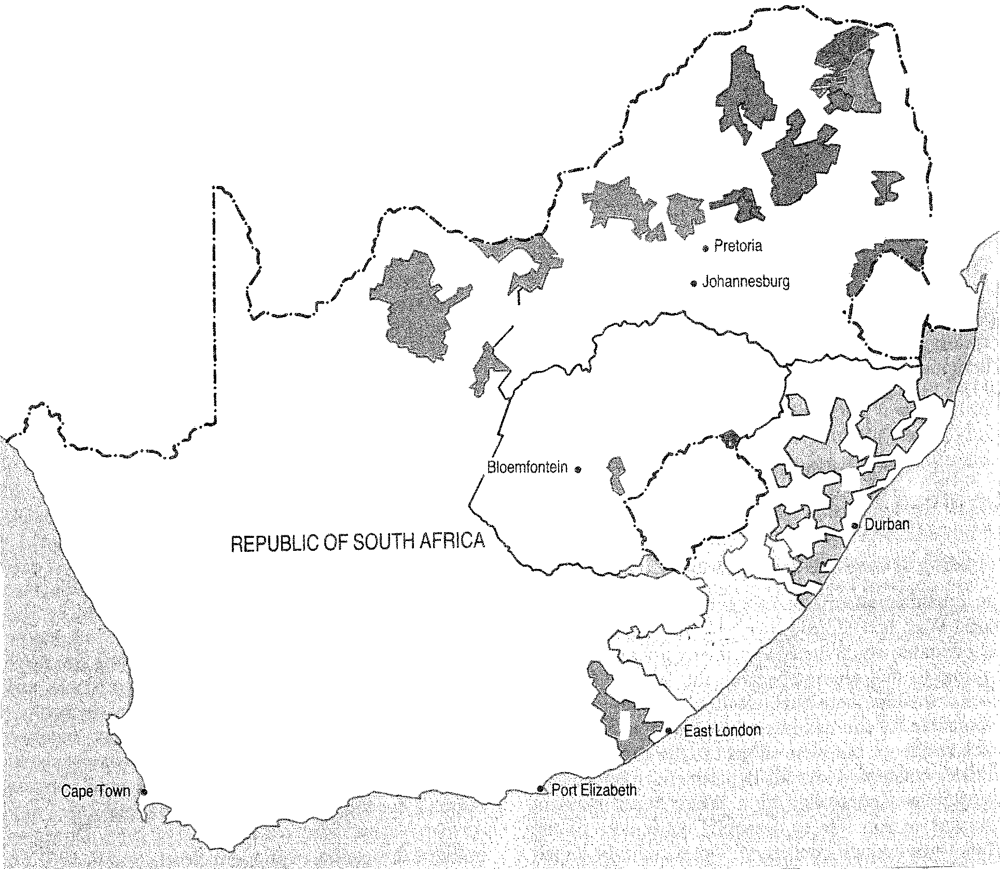 Pretoria
Johannesburg
Bloemfontein
REPUBLIC OF SOUTH AFRICA
Durban
East London
Cape Town
Port Elizabeth